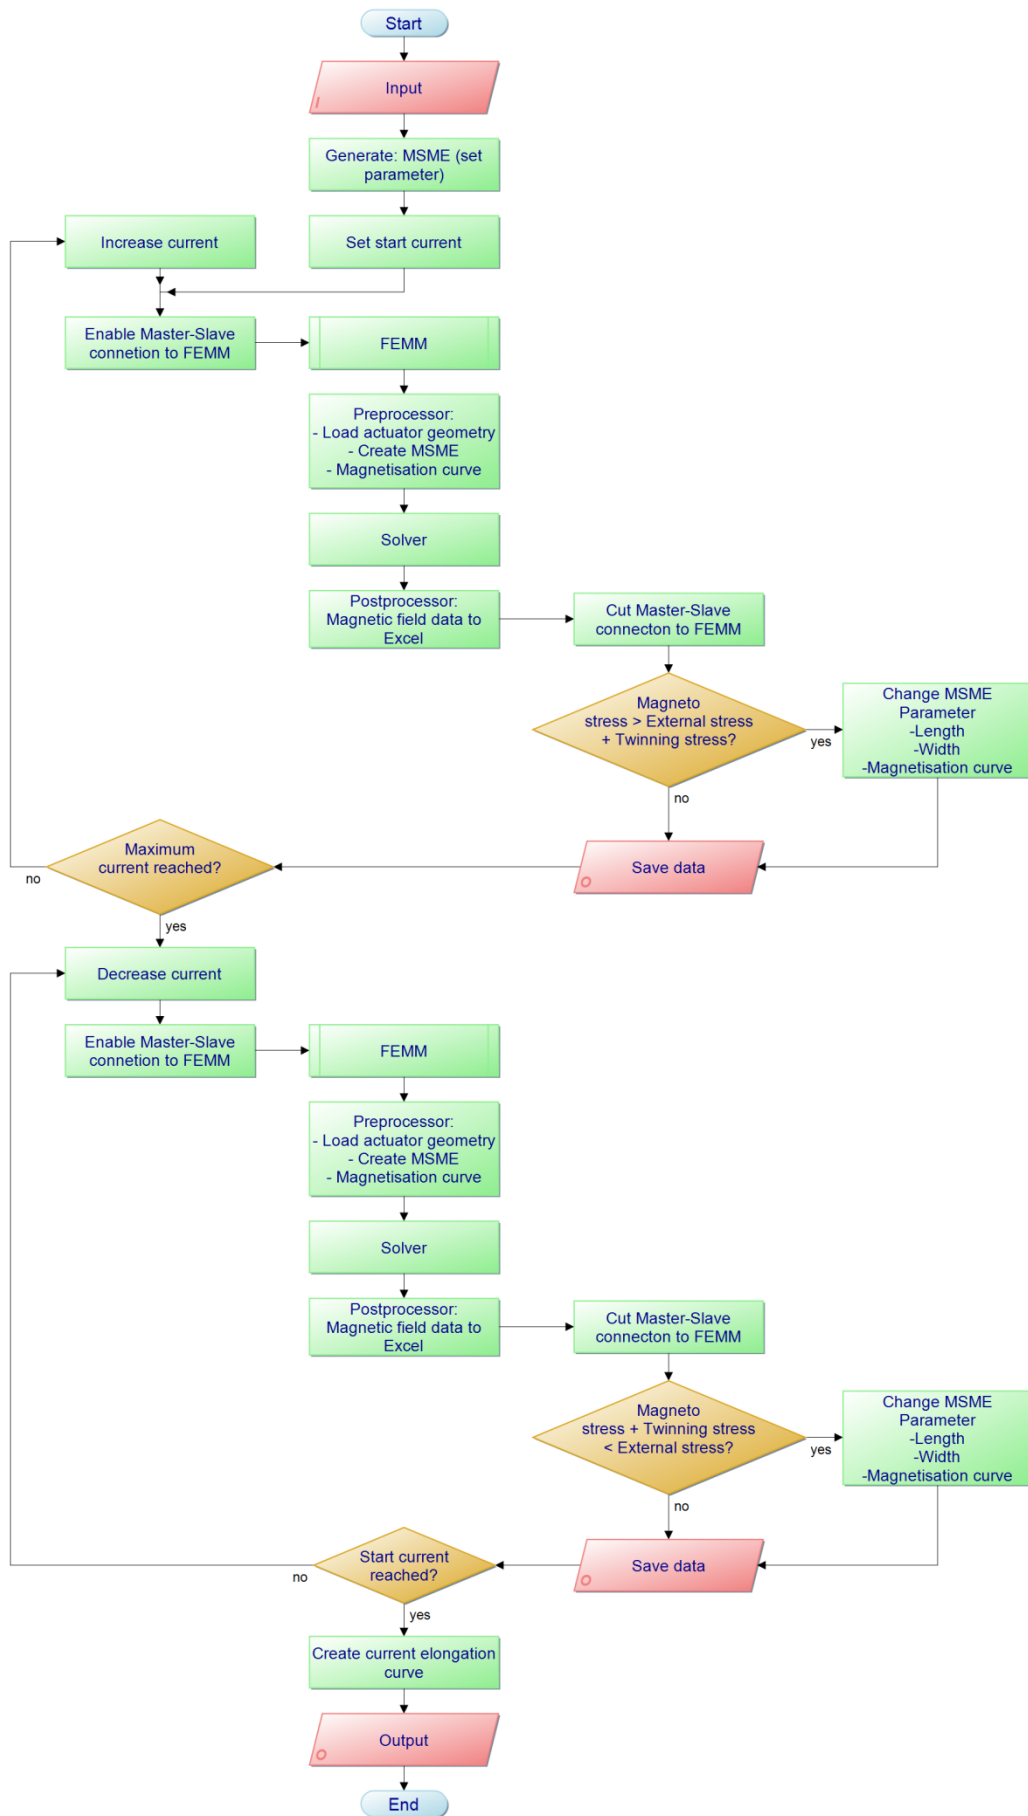 Start
Input
I
Generate: MSME (set
parameter)
Increase current
Set start current
Enable Master-Slave
connetion to FEMM
FEMM
Preprocessor:
- Load actuator geometry
- Create MSME
- Magnetisation curve
Solver
Postprocessor:
Magnetic field data to
Excel
Cut Master-Slave
connecton to FEMM
Magneto
stress > External stress
+ Twinning stress?
yes
no
Change MSME
Parameter
-Length
-Width
-Magnetisation curve
Save data
O
Maximum
current reached?
no
yes
Decrease current
Enable Master-Slave
connetion to FEMM
FEMM
Preprocessor:
- Load actuator geometry
- Create MSME
- Magnetisation curve
Solver
Postprocessor:
Magnetic field data to
Excel
Cut Master-Slave
connecton to FEMM
Magneto
stress + Twinning stress
< External stress?
yes
no
Change MSME
Parameter
-Length
-Width
-Magnetisation curve
Save data
O
Start current
reached?
no
yes
Create current elongation
curve
Output
O
End